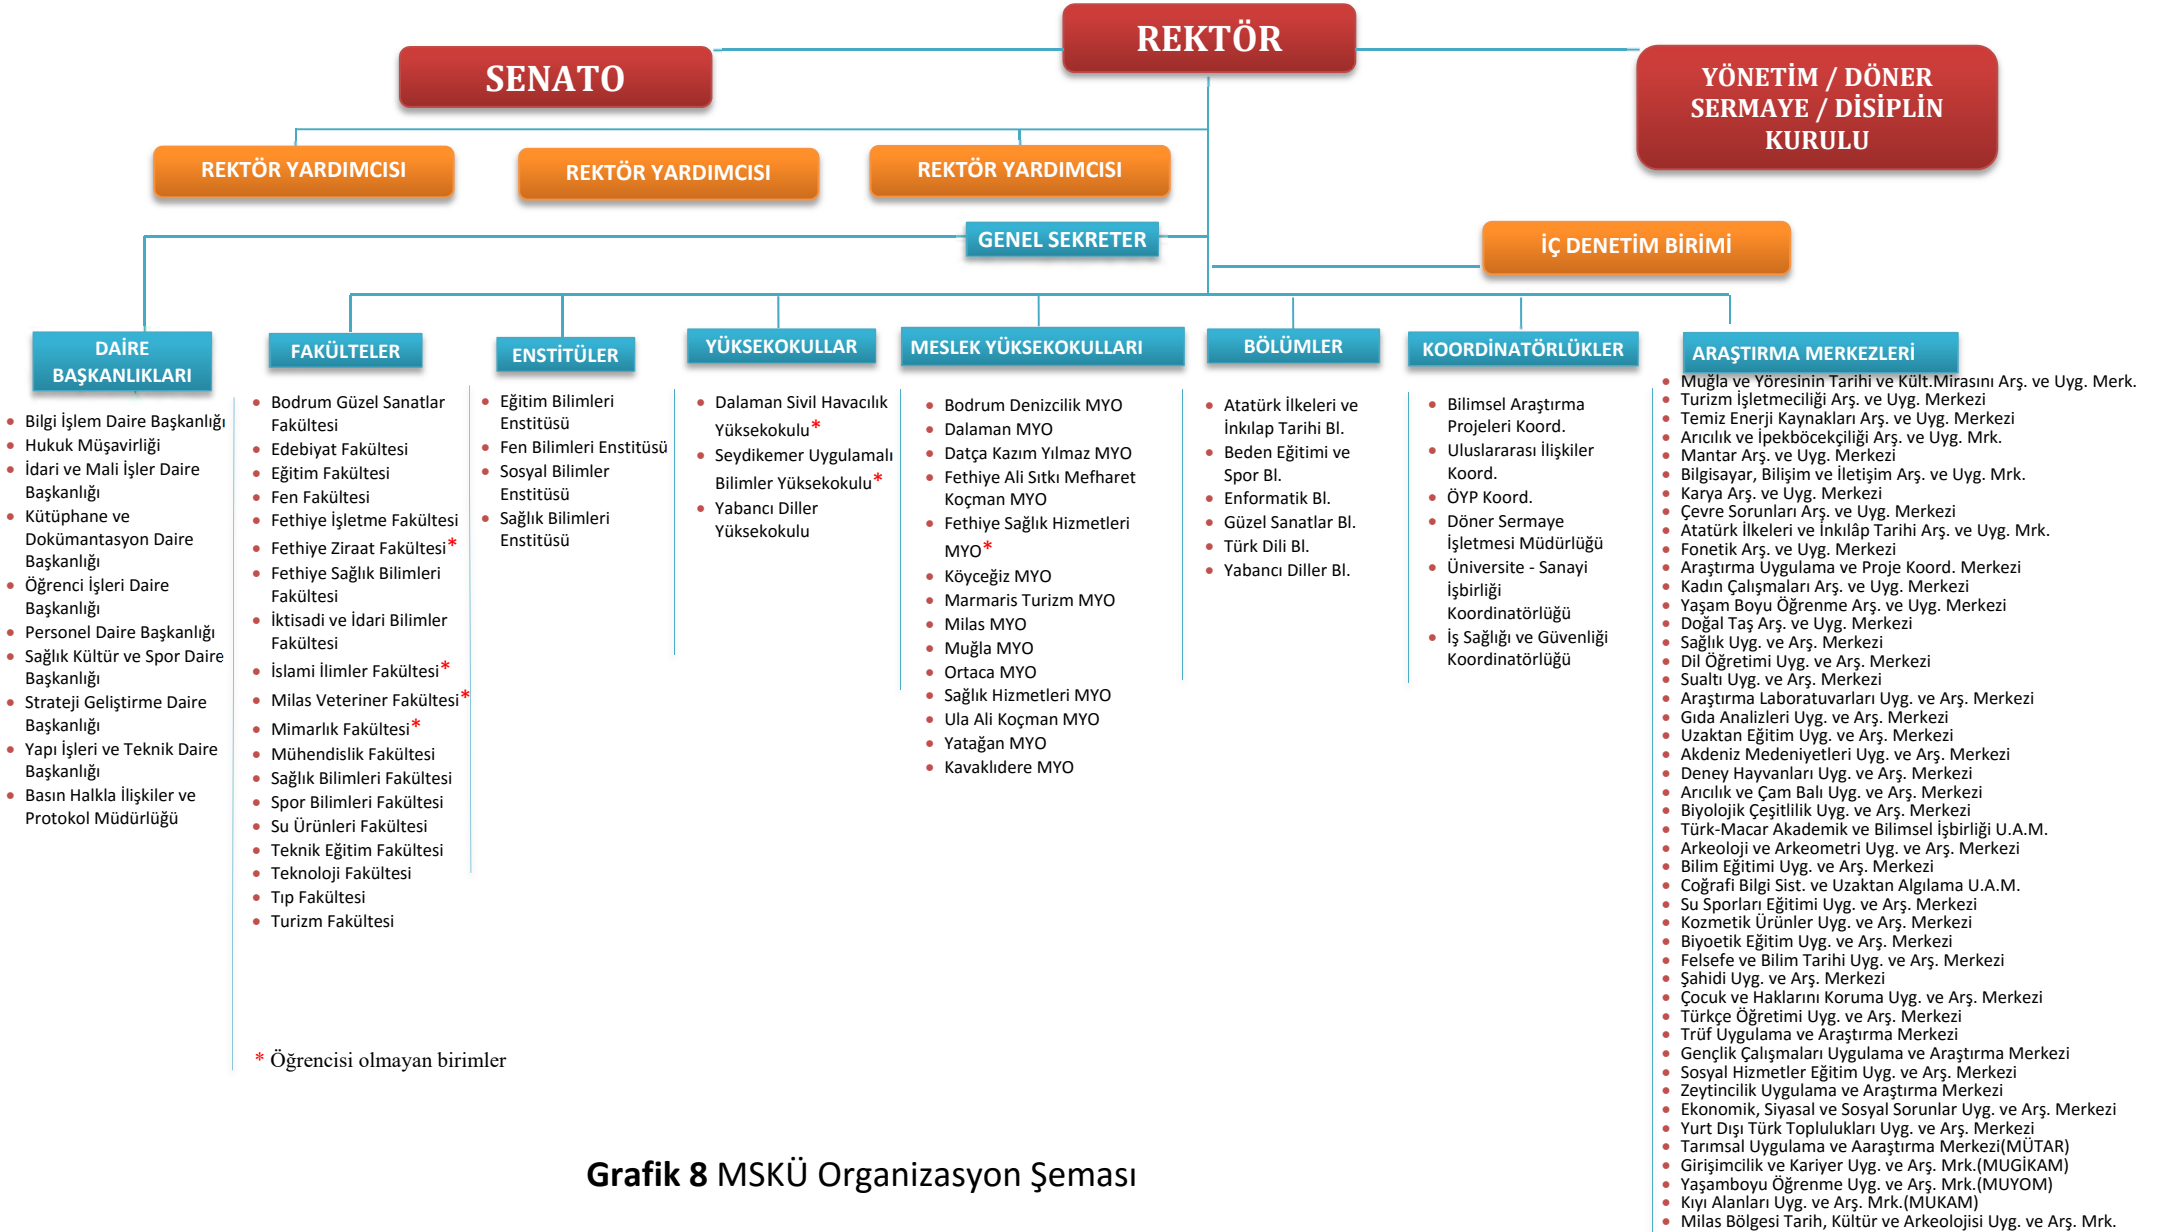 REKTÖR
SENATO
YÖNETİM / DÖNER
SERMAYE / DİSİPLİN
KURULU
REKTÖR YARDIMCISI
REKTÖR YARDIMCISI
REKTÖR YARDIMCISI
GENEL SEKRETER
İÇ DENETİM BİRİMİ
DAİRE
BAŞKANLIKLARI
Bilgi İşlem Daire Başkanlığı
Hukuk Müşavirliği
İdari ve Mali İşler Daire
Başkanlığı
Kütüphane ve
Dokümantasyon Daire
Başkanlığı
Öğrenci İşleri Daire
Başkanlığı
Personel Daire Başkanlığı
Sağlık Kültür ve Spor Daire
Başkanlığı
Strateji Geliştirme Daire
Başkanlığı
Yapı İşleri ve Teknik Daire
Başkanlığı
Basın Halkla İlişkiler ve
Protokol Müdürlüğü
FAKÜLTELER
Bodrum Güzel Sanatlar
Fakültesi
Edebiyat Fakültesi
Eğitim Fakültesi
Fen Fakültesi
Fethiye İşletme Fakültesi
Fethiye Ziraat Fakültesi*
Fethiye Sağlık Bilimleri
Fakültesi
İktisadi ve İdari Bilimler
Fakültesi
İslami İlimler Fakültesi*
Milas Veteriner Fakültesi*
Mimarlık Fakültesi*
Mühendislik Fakültesi
Sağlık Bilimleri Fakültesi
Spor Bilimleri Fakültesi
Su Ürünleri Fakültesi
Teknik Eğitim Fakültesi
Teknoloji Fakültesi
Tıp Fakültesi
Turizm Fakültesi
ENSTİTÜLER
Eğitim Bilimleri
Enstitüsü
Fen Bilimleri Enstitüsü
Sosyal Bilimler
Enstitüsü
Sağlık Bilimleri
Enstitüsü
YÜKSEKOKULLAR
Dalaman Sivil Havacılık
Yüksekokulu*
Seydikemer Uygulamalı
Bilimler Yüksekokulu*
Yabancı Diller
Yüksekokulu
MESLEK YÜKSEKOKULLARI
Bodrum Denizcilik MYO
Dalaman MYO
Datça Kazım Yılmaz MYO
Fethiye Ali Sıtkı Mefharet
Koçman MYO
Fethiye Sağlık Hizmetleri
MYO*
Köyceğiz MYO
Marmaris Turizm MYO
Milas MYO
Muğla MYO
Ortaca MYO
Sağlık Hizmetleri MYO
Ula Ali Koçman MYO
Yatağan MYO
Kavaklıdere MYO
BÖLÜMLER
Atatürk İlkeleri ve
İnkılap Tarihi Bl.
Beden Eğitimi ve
Spor Bl.
Enformatik Bl.
Güzel Sanatlar Bl.
Türk Dili Bl.
Yabancı Diller Bl.
KOORDİNATÖRLÜKLER
Bilimsel Araştırma
Projeleri Koord.
Uluslararası İlişkiler
Koord.
ÖYP Koord.
Döner Sermaye
İşletmesi Müdürlüğü
Üniversite - Sanayi
İşbirliği
Koordinatörlüğü
İş Sağlığı ve Güvenliği
Koordinatörlüğü
ARAŞTIRMA MERKEZLERİ
Muğla ve Yöresinin Tarihi ve Kült.Mirasını Arş. ve Uyg. Merk.
Turizm İşletmeciliği Arş. ve Uyg. Merkezi
Temiz Enerji Kaynakları Arş. ve Uyg. Merkezi
Arıcılık ve İpekböcekçiliği Arş. ve Uyg. Mrk.
Mantar Arş. ve Uyg. Merkezi
Bilgisayar, Bilişim ve İletişim Arş. ve Uyg. Mrk.
Karya Arş. ve Uyg. Merkezi
Çevre Sorunları Arş. ve Uyg. Merkezi
Atatürk İlkeleri ve İnkılâp Tarihi Arş. ve Uyg. Mrk.
Fonetik Arş. ve Uyg. Merkezi
Araştırma Uygulama ve Proje Koord. Merkezi
Kadın Çalışmaları Arş. ve Uyg. Merkezi
Yaşam Boyu Öğrenme Arş. ve Uyg. Merkezi
Doğal Taş Arş. ve Uyg. Merkezi
Sağlık Uyg. ve Arş. Merkezi
Dil Öğretimi Uyg. ve Arş. Merkezi
Sualtı Uyg. ve Arş. Merkezi
Araştırma Laboratuvarları Uyg. ve Arş. Merkezi
Gıda Analizleri Uyg. ve Arş. Merkezi
Uzaktan Eğitim Uyg. ve Arş. Merkezi
Akdeniz Medeniyetleri Uyg. ve Arş. Merkezi
Deney Hayvanları Uyg. ve Arş. Merkezi
Arıcılık ve Çam Balı Uyg. ve Arş. Merkezi
Biyolojik Çeşitlilik Uyg. ve Arş. Merkezi
Türk-Macar Akademik ve Bilimsel İşbirliği U.A.M.
Arkeoloji ve Arkeometri Uyg. ve Arş. Merkezi
Bilim Eğitimi Uyg. ve Arş. Merkezi
Coğrafi Bilgi Sist. ve Uzaktan Algılama U.A.M.
Su Sporları Eğitimi Uyg. ve Arş. Merkezi
Kozmetik Ürünler Uyg. ve Arş. Merkezi
Biyoetik Eğitim Uyg. ve Arş. Merkezi
Felsefe ve Bilim Tarihi Uyg. ve Arş. Merkezi
Şahidi Uyg. ve Arş. Merkezi
Çocuk ve Haklarını Koruma Uyg. ve Arş. Merkezi
Türkçe Öğretimi Uyg. ve Arş. Merkezi
Trüf Uygulama ve Araştırma Merkezi
Gençlik Çalışmaları Uygulama ve Araştırma Merkezi
Sosyal Hizmetler Eğitim Uyg. ve Arş. Merkezi
Zeytincilik Uygulama ve Araştırma Merkezi
Ekonomik, Siyasal ve Sosyal Sorunlar Uyg. ve Arş. Merkezi
Yurt Dışı Türk Toplulukları Uyg. ve Arş. Merkezi
Tarımsal Uygulama ve Aaraştırma Merkezi(MÜTAR)
Girişimcilik ve Kariyer Uyg. ve Arş. Mrk.(MUGİKAM)
Yaşamboyu Öğrenme Uyg. ve Arş. Mrk.(MUYOM)
Kıyı Alanları Uyg. ve Arş. Mrk.(MUKAM)
Milas Bölgesi Tarih, Kültür ve Arkeolojisi Uyg. ve Arş. Mrk.
* Öğrencisi olmayan birimler
Grafik 8 MSKÜ Organizasyon Şeması